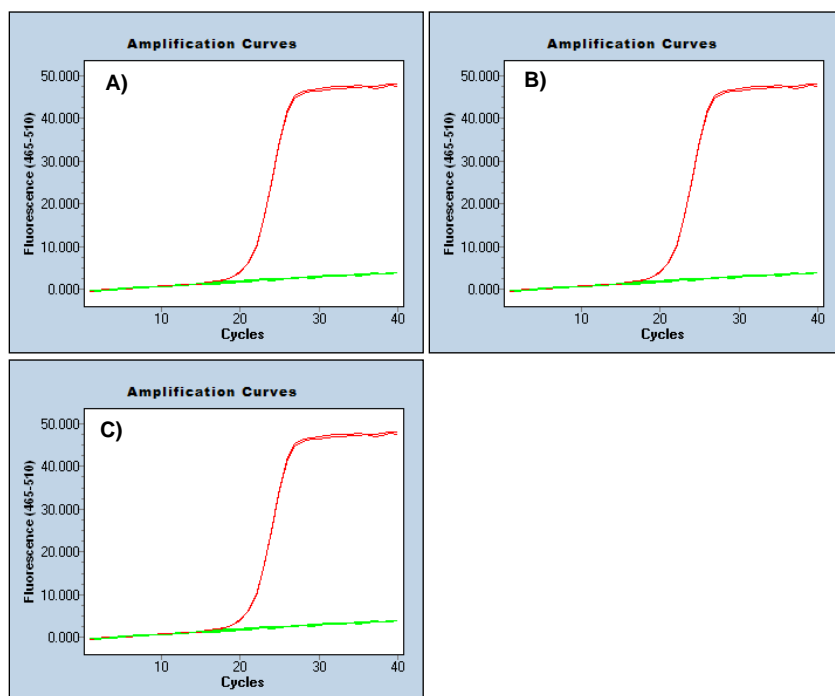 Amplification Curves
A)
Fluorescence (465-510)
50.000
40.000
30.000
20.000
10.000
0.000
10 20 30 40
Cycles
Amplification Curves
B)
Fluorescence (465-510)
50.000
40.000
30.000
20.000
10.000
0.000
10 20 30 40
Cycles
Amplification Curves
C)
Fluorescence (465-510)
50.000
40.000
30.000
20.000
10.000
0.000
10 20 30 40
Cycles